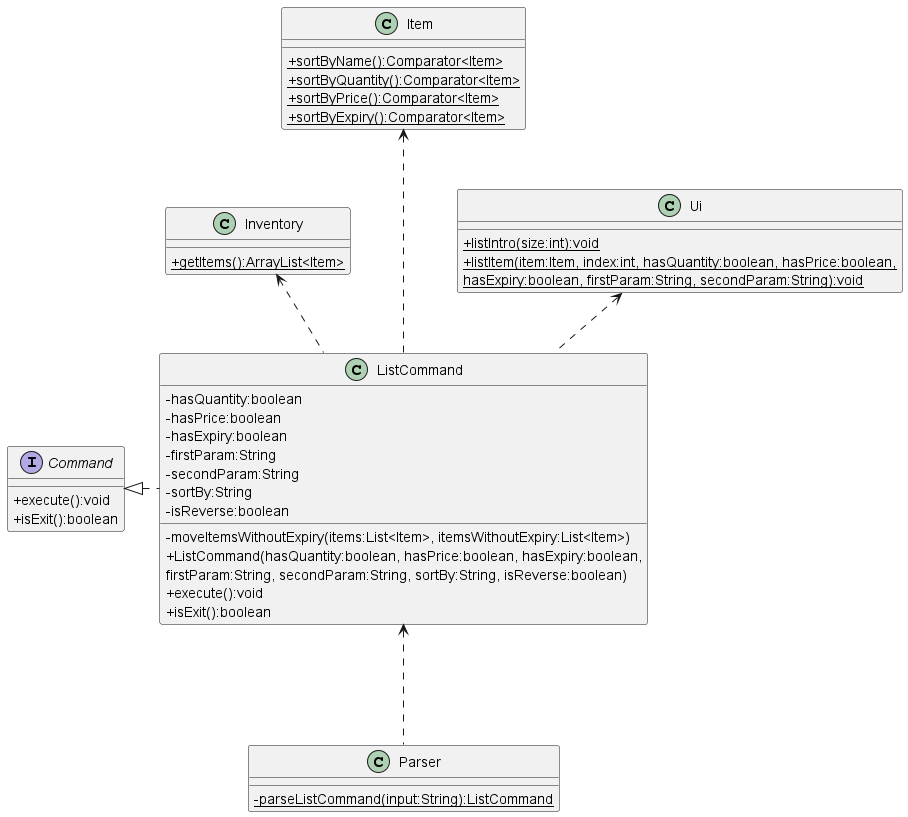 C Item
+sortByName():Comparator<Item>
+sortByQuantity():Comparator<Item>
+sortByPrice():Comparator<Item>
+sortByExpiry():Comparator<Item>
C Inventory
+getItems():ArrayList<Item>
C Ui
+listIntro(size:int):void
+listItem(item:Item, index:int, hasQuantity:boolean, hasPrice:boolean,
hasExpiry:boolean, firstParam:String, secondParam:String):void
C ListCommand
-hasQuantity:boolean
-hasPrice:boolean
-hasExpiry:boolean
-firstParam:String
-secondParam:String
-sortBy:String
-isReverse:boolean
-moveItemsWithoutExpiry(items:List<Item>, itemsWithoutExpiry:List<Item>)
+ListCommand(hasQuantity:boolean, hasPrice:boolean, hasExpiry:boolean,
firstParam:String, secondParam:String, sortBy:String, isReverse:boolean)
+execute():void
+isExit():boolean
I Command
+execute():void
+isExit():boolean
C Parser
-parseListCommand(input:String):ListCommand